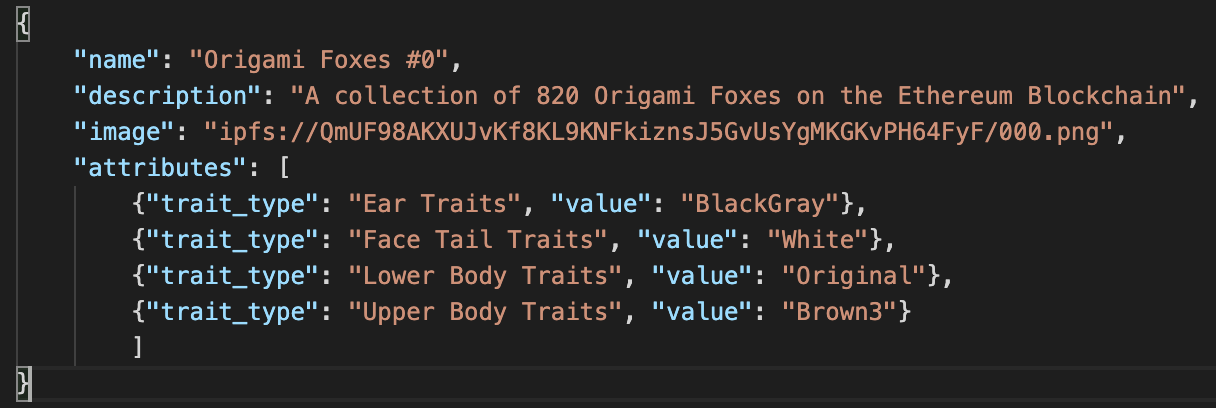 {
"name": "Origami Foxes #0",
"description": "A collection of 820 Origami Foxes on the Ethereum Blockchain",
"image": "ipfs://QmUF98AKXUJvKf8KL9KNFkiznsJ5GvUsYgMKGKvPH64FyF/000.png",
"attributes": [
{"trait_type": "Ear Traits", "value": "BlackGray"},
{"trait_type": "Face Tail Traits", "value": "White"},
{"trait_type": "Lower Body Traits", "value": "Original"},
{"trait_type": "Upper Body Traits", "value": "Brown3"}
]
}